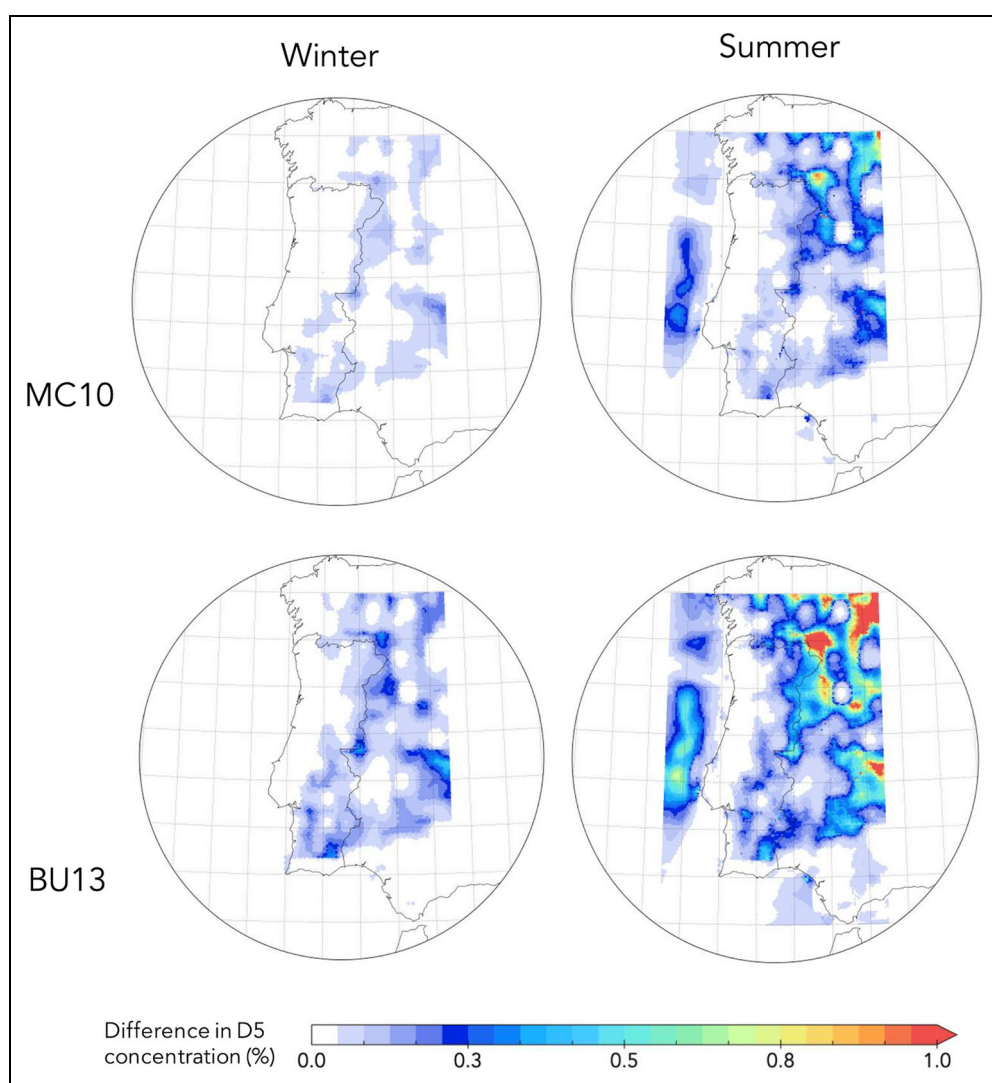 Winter
Summer
MC10
BU13
Difference in D5
concentration (%)
0.0
0.3
0.5
0.8
1.0